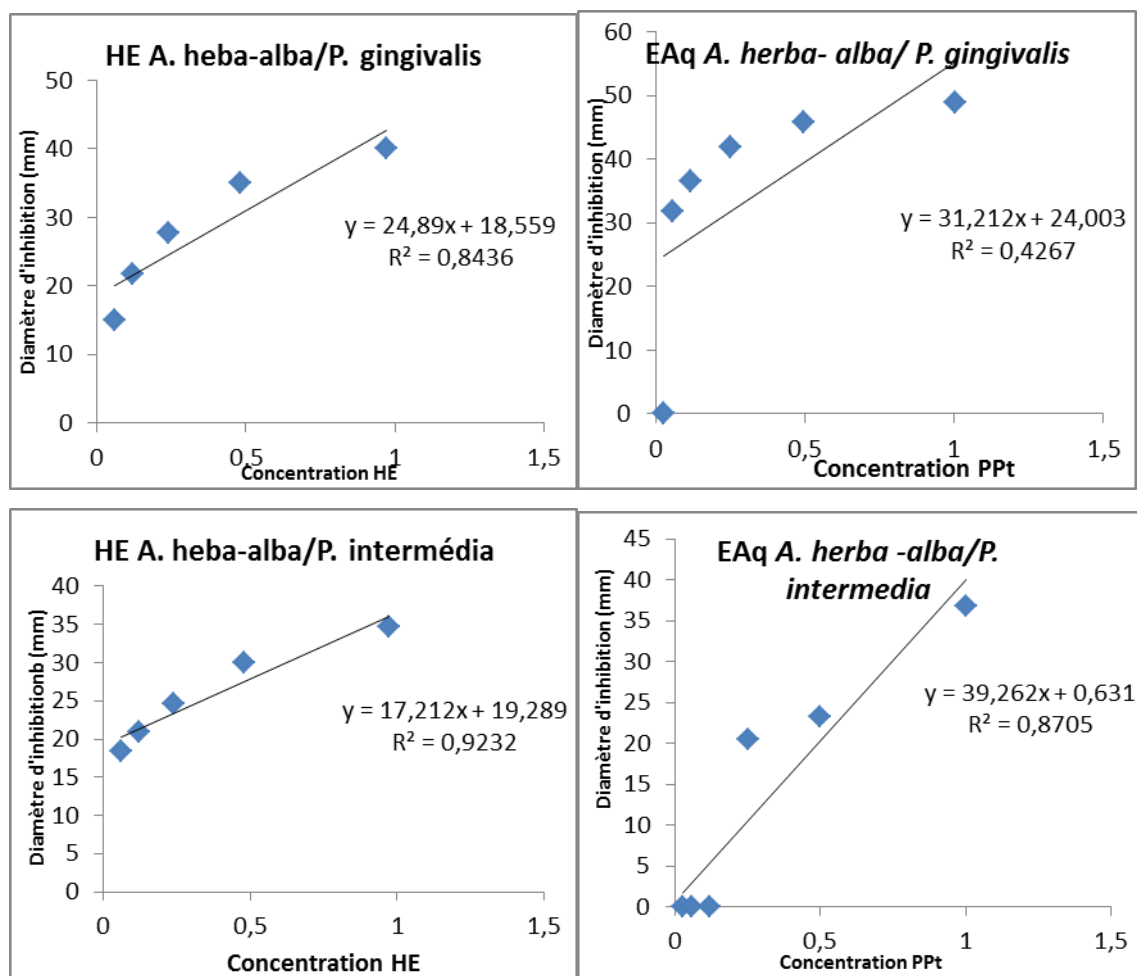 HE A. heba-alba/P. gingivalis
Diamètre d'inhibition (mm)
50
40
30
20
10
0
y = 24,89x + 18,559
R² = 0,8436
0 0,5 1 1,5
Concentration HE
EAq A. herba- alba/ P. gingivalis
Diamètre d'inhibition (mm)
60
50
40
30
20
10
0
y = 31,212x + 24,003
R² = 0,4267
0 0,5 1 1,5
Concentration PPt
HE A. heba-alba/P. intermédia
Diamètre d'inhibitionb (mm)
40
35
30
25
20
15
10
5
0
y = 17,212x + 19,289
R² = 0,9232
0 0,5 1 1,5
Concentration HE
EAq A. herba -alba/P.
intermedia
Diamètre d'inhibition (mm)
45
40
35
30
25
20
15
10
5
0
y = 39,262x + 0,631
R² = 0,8705
0 0,5 1 1,5
Concentration PPt